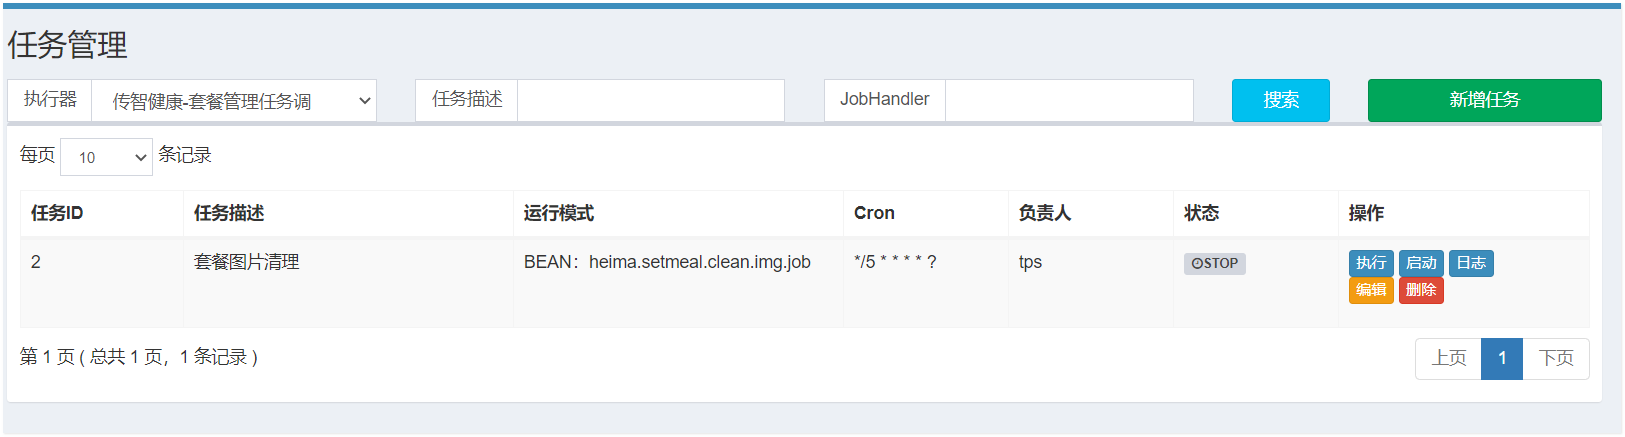 任务管理
执行器 传智健康-套餐管理任务调 任务描述 JobHandler 搜索 新增任务
每页 10 条记录
任务ID 任务描述 运行模式 Cron 负责人 状态 操作
2 套餐图片清理 BEAN：heima.setmeal.clean.img.job */5 * * * * ? tps STOP 执行 启动 日志
编辑 删除
第 1 页 ( 总共 1 页，1 条记录 ) 上页 1 下页